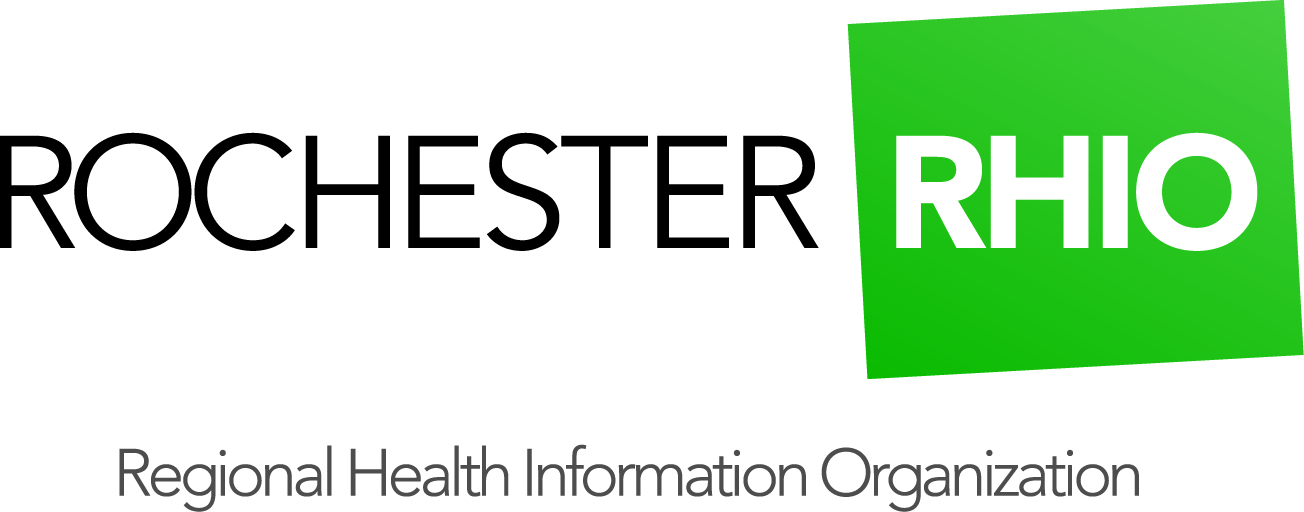 ROCHESTER RHIO
Regional Health Information Organization